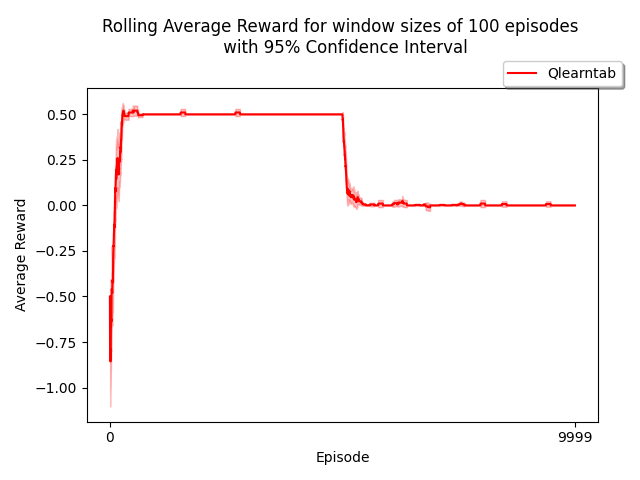 Rolling Average Reward for window sizes of 100 episodes
with 95% Confidence Interval
Qlearntab
0.50
0.25
0.00
−0.25
−0.50
−0.75
−1.00
Average Reward
0
9999
Episode